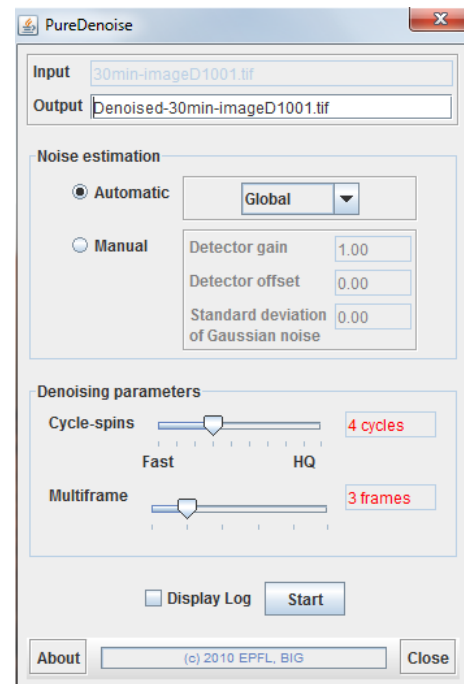 PureDenoise
Input 30min-imageD1001.tif
Output Denoised-30min-imageD1001.tif
Noise estimation
Automatic Global
Manual Detector gain 1.00
Detector offset 0.00
Standard deviation 0.00
of Gaussian noise
Denoising parameters
Cycle-spins 4 cycles
Fast HQ
Multiframe 3 frames
Display Log Start
About (c) 2010 EPFL, BIG Close